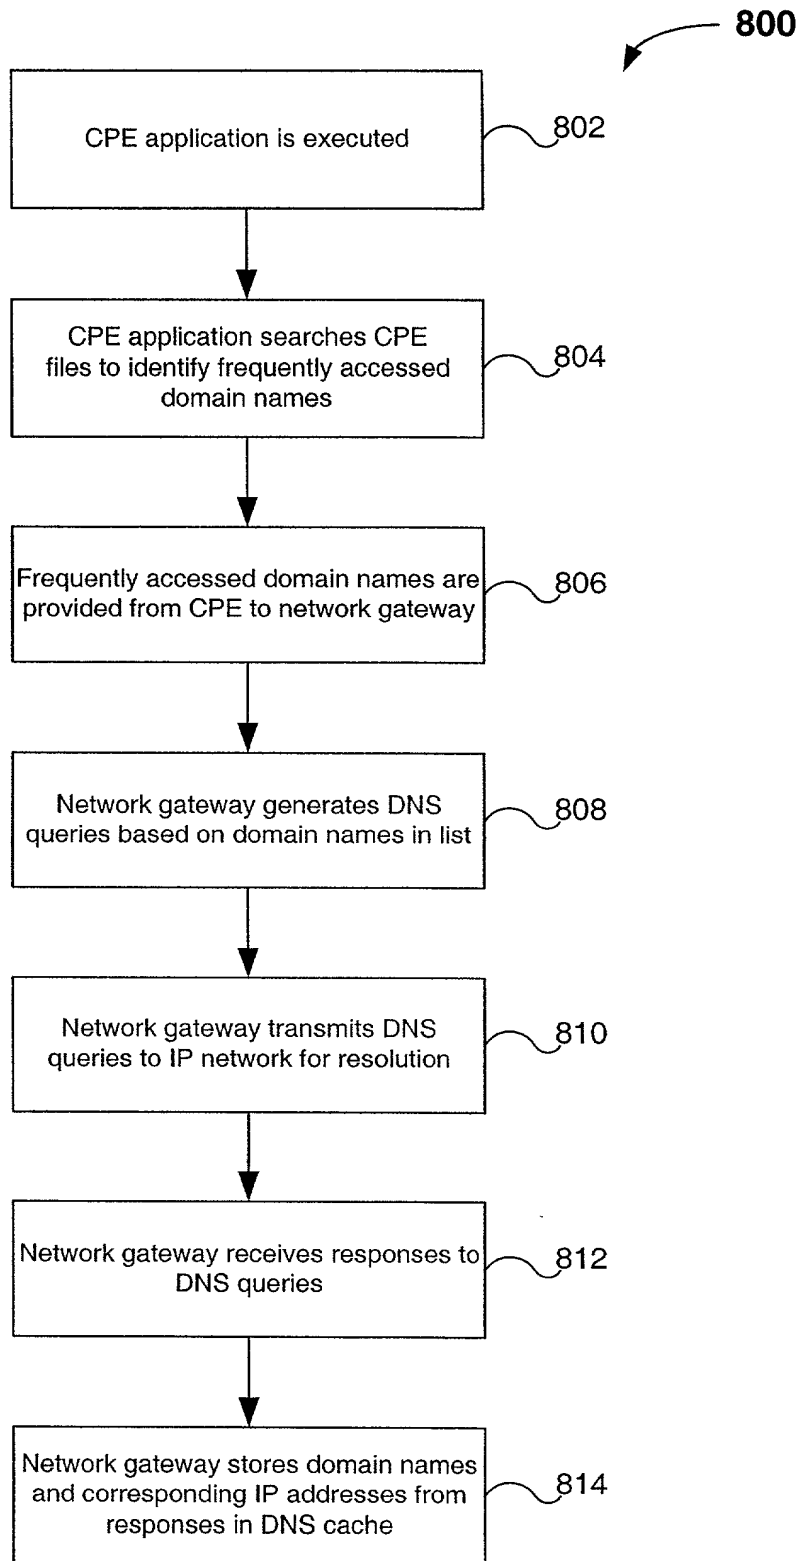 800
CPE application is executed
802
CPE application searches CPE
files to identify frequently accessed
domain names
804
Frequently accessed domain names are
provided from CPE to network gateway
806
Network gateway generates DNS
queries based on domain names in list
808
Network gateway transmits DNS
queries to IP network for resolution
810
Network gateway receives responses to
DNS queries
812
Network gateway stores domain names
and corresponding IP addresses from
responses in DNS cache
814